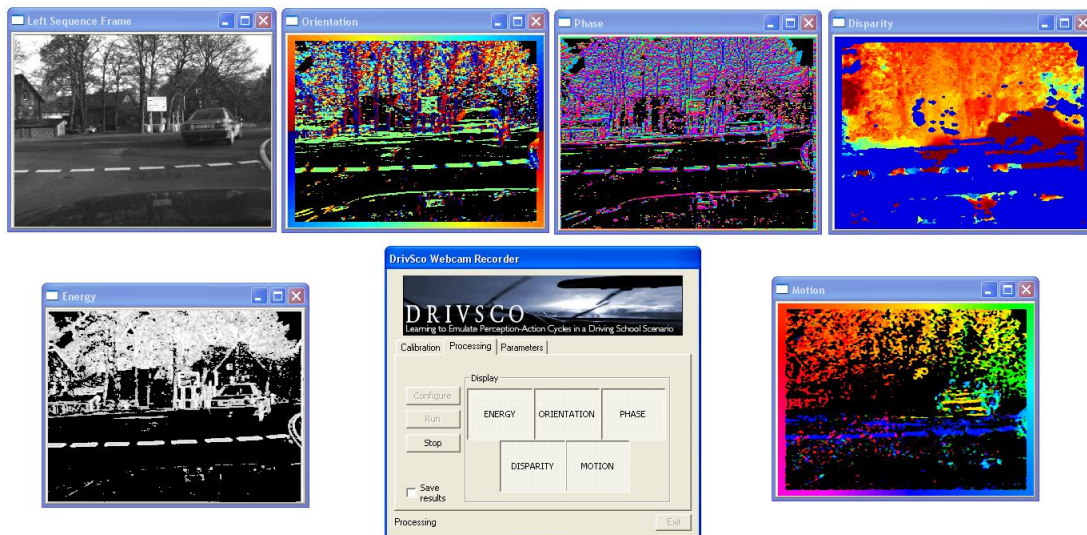 Left Sequence Frame
Orientation
Phase
Disparity
Energy
DrivSco Webcam Recorder
DRIVSCO
Learning to Emulate Perception-Action Cycles in a Driving School Scenario
Calibration Processing Parameters
Display
Configure
Run
Stop
ENERGY ORIENTATION PHASE
DISPARITY MOTION
Save
results
Processing
Exit
Motion